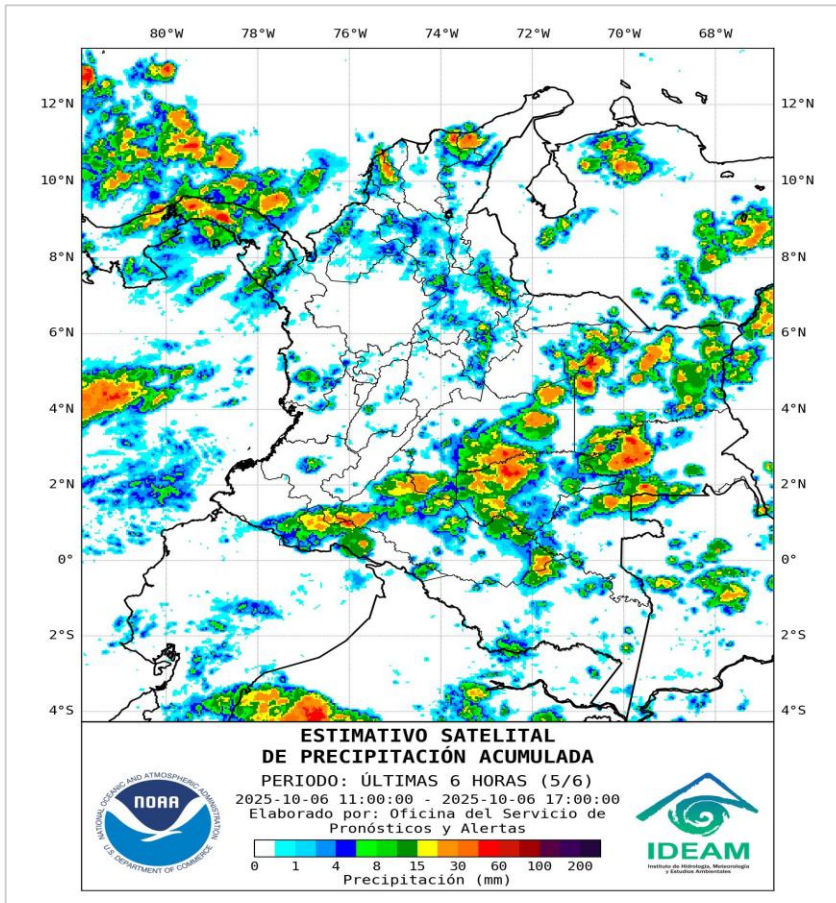 80°W 78°W 76°W 74°W 72°W 70°W 68°W
12°N 12°N
10°N 10°N
8°N 8°N
6°N 6°N
4°N 4°N
2°N 2°N
0° 0°
2°S 2°S
4°S 4°S
ESTIMATIVO SATELITAL
DE PRECIPITACIÓN ACUMULADA
PERIODO: ÚLTIMAS 6 HORAS (5/6)
2025-10-06 11:00:00 - 2025-10-06 17:00:00
Elaborado por: Oficina del Servicio de
Pronósticos y Alertas
0 1 4 8 15 30 60 100 200
Precipitación (mm)
NATIONAL OCEANIC AND ATMOSPHERIC ADMINISTRATION
NOAA
U.S. DEPARTMENT OF COMMERCE
IDEAM
Instituto de Hidrología, Meteorología
y Estudios Ambientales